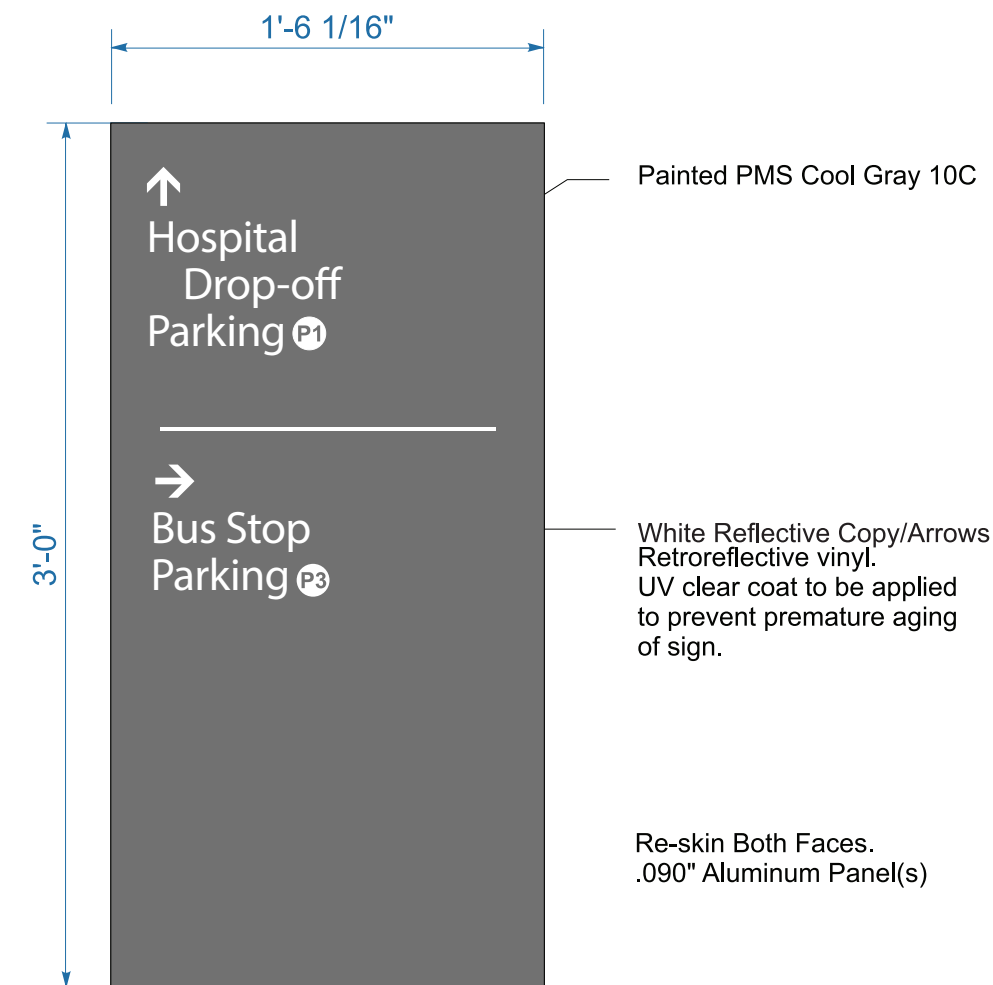 1'-6 1/16"
Painted PMS Cool Gray 10C
Hospital
Drop-off
Parking P1
3'-0"
Bus Stop
Parking P3
White Reflective Copy/Arrows
Retroreflective vinyl.
UV clear coat to be applied
to prevent premature aging
of sign.
Re-skin Both Faces.
.090" Aluminum Panel(s)